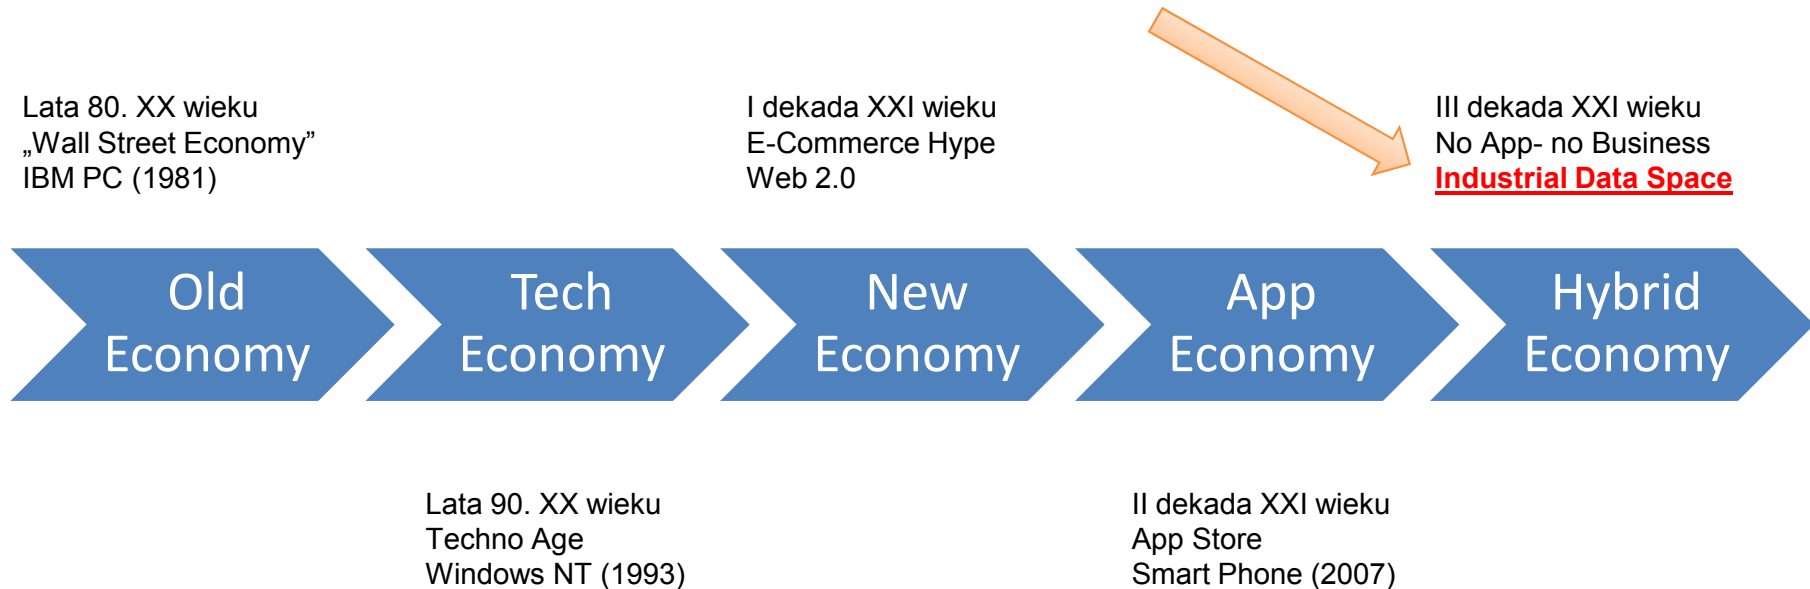 Lata 80. XX wieku
„Wall Street Economy”
IBM PC (1981)
I dekada XXI wieku
E-Commerce Hype
Web 2.0
III dekada XXI wieku
No App- no Business
Industrial Data Space
Old
Economy
Tech
Economy
New
Economy
App
Economy
Hybrid
Economy
Lata 90. XX wieku
Techno Age
Windows NT (1993)
II dekada XXI wieku
App Store
Smart Phone (2007)